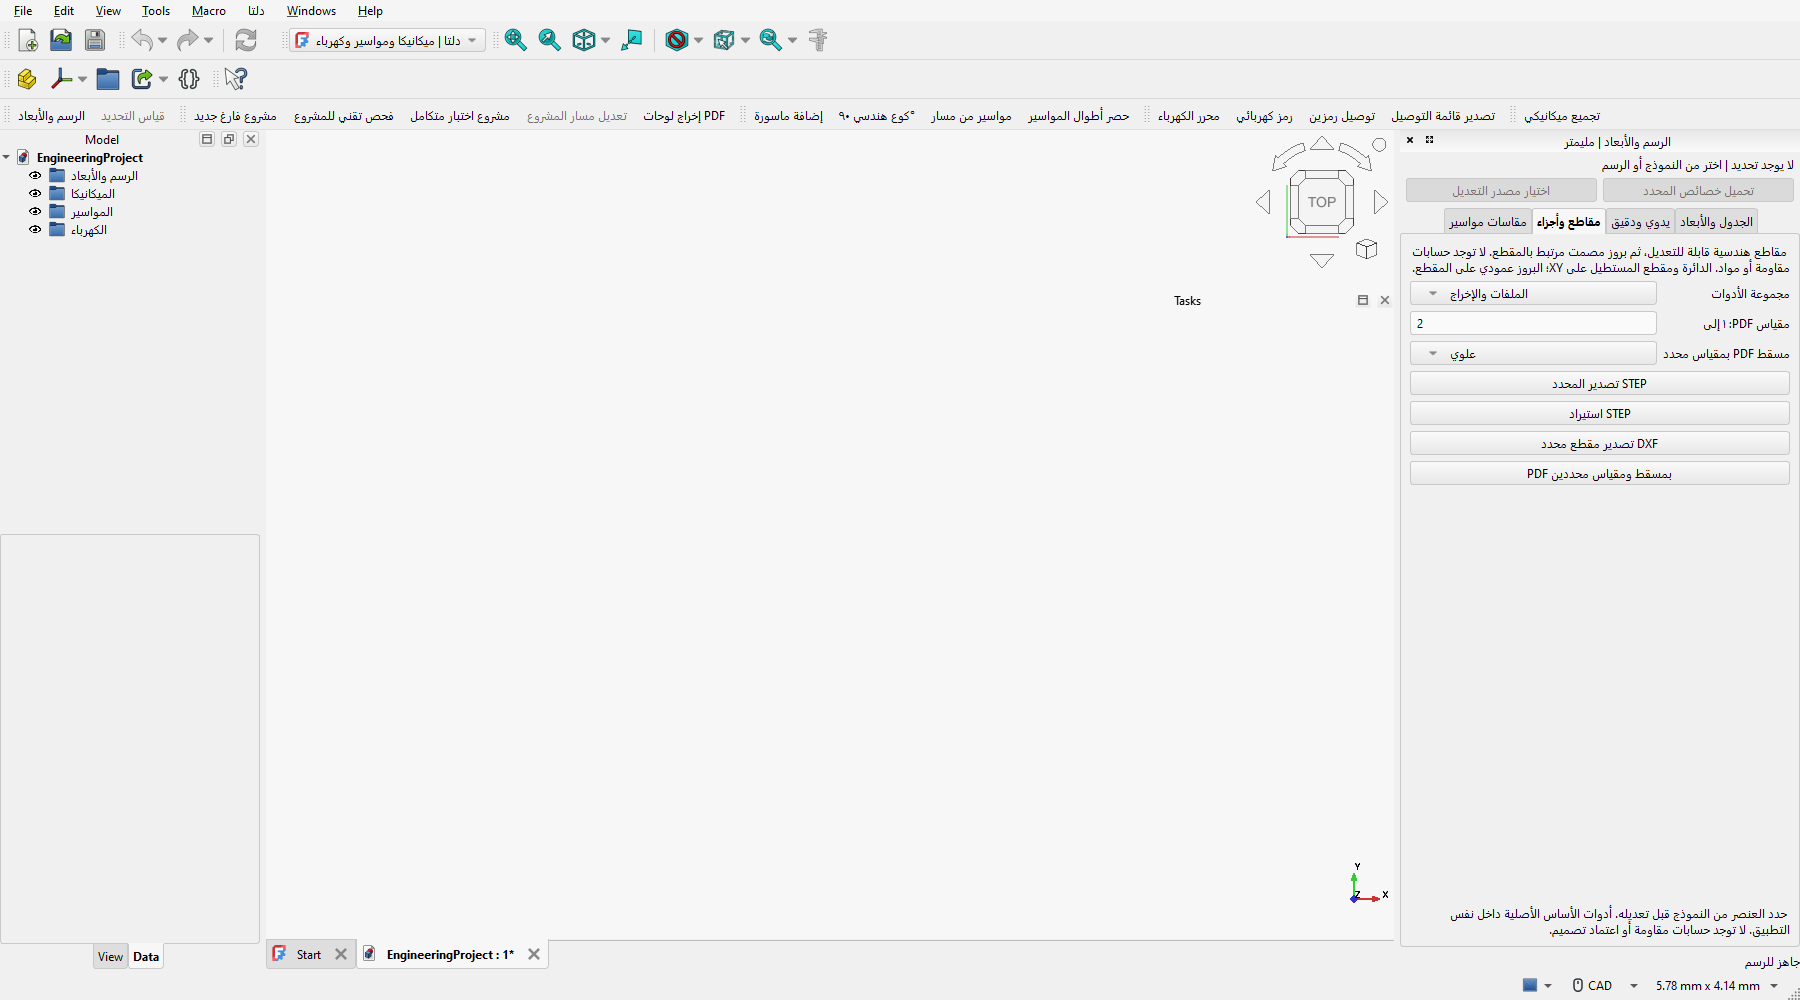 File Edit View Tools Macro دلتا Windows Help
دلتا | ميكانيكا ومواسير وكهرباء
الرسم والأبعاد قياس التحديد مشروع فارغ جديد فحص تقني للمشروع مشروع اختبار متكامل تعديل مسار المشروع إخراج لوحات PDF إضافة ماسورة كوع هندسي ٩٠° مواسير من مسار حصر أطوال المواسير محرر الكهرباء رمز كهربائي توصيل رمزين تصدير قائمة التوصيل تجميع ميكانيكي
Model
EngineeringProject
الرسم والأبعاد
الميكانيكا
المواسير
الكهرباء
TOP
Tasks
الرسم والأبعاد | مليمتر
لا يوجد تحديد | اختر من النموذج أو الرسم
تحميل خصائص المحدد
اختيار مصدر التعديل
الجدول والأبعاد يدوي ودقيق مقاطع وأجزاء مقاسات مواسير
مقاطع هندسية قابلة للتعديل، ثم بروز مصمت مرتبط بالمقطع. لا توجد حسابات
مقاومة أو مواد. الدائرة ومقطع المستطيل على XY؛ البروز عمودي على المقطع.
مجموعة الأدوات الملفات والإخراج
مقياس PDF:١إلى 2
مسقط PDF بمقياس محدد علوي
تصدير المحدد STEP
استيراد STEP
تصدير مقطع محدد DXF
PDF بمسقط ومقياس محددين
Y
Z X
حدد العنصر من النموذج قبل تعديله. أدوات الأساس الأصلية داخل نفس
التطبيق. لا توجد حسابات مقاومة أو اعتماد تصميم.
View Data
Start EngineeringProject : 1*
جاهز للرسم
CAD 5.78 mm x 4.14 mm